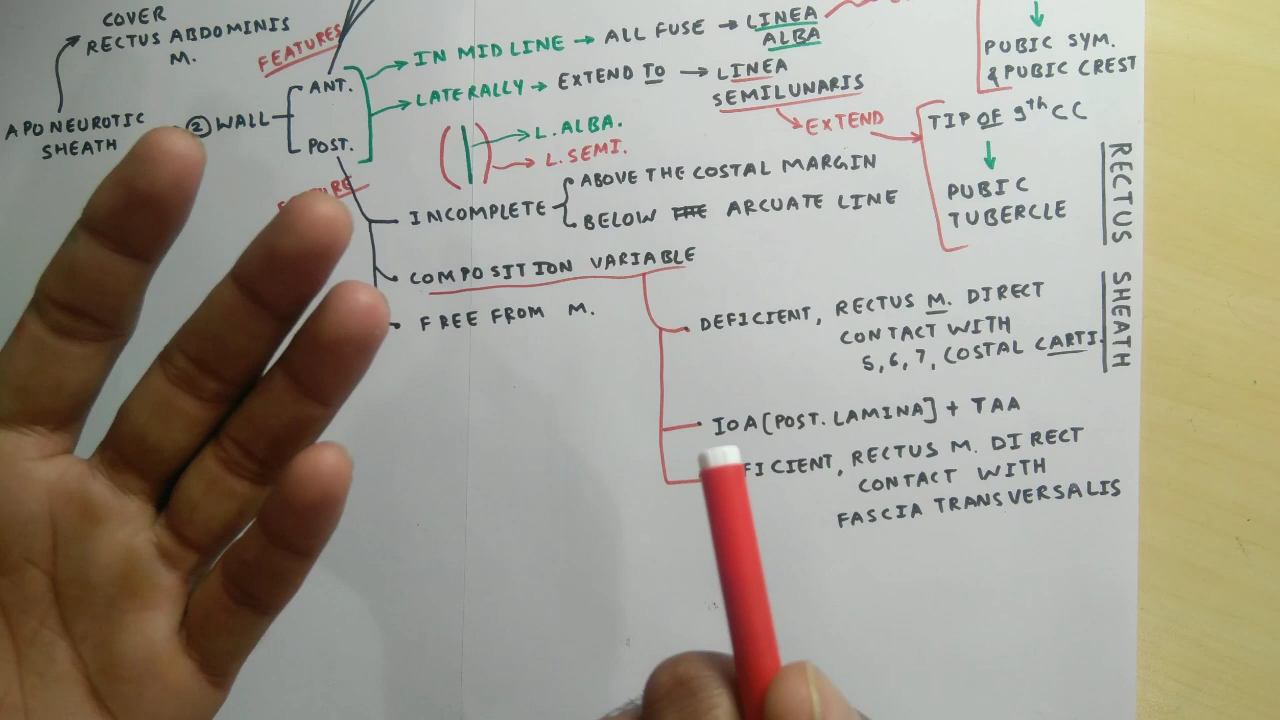 COVER
RECTUS ABDOMINIS
M.
APONEUROTIC
SHEATH
② WALL
FEATURES
ANT.
POST.
IN MID LINE → ALL FUSE → LINEA
ALBA
LATERALLY → EXTEND TO → LINEA
SEMILUNARIS
EXTEND
PUBIC SYM.
& PUBIC CREST
TIP OF 9th CC
PUBIC
TUBERCLE
L. ALBA.
L. SEMI.
INCOMPLETE
ABOVE THE COSTAL MARGIN
BELOW THE ARCUATE LINE
COMPOSITION VARIABLE
FREE FROM M.
DEFICIENT, RECTUS M. DIRECT
CONTACT WITH
5, 6, 7, COSTAL CARTI.
IOA [POST. LAMINA] + TAA
FICIENT, RECTUS M. DIRECT
CONTACT WITH
FASCIA TRANSVERSALIS
RECTUS SHEATH